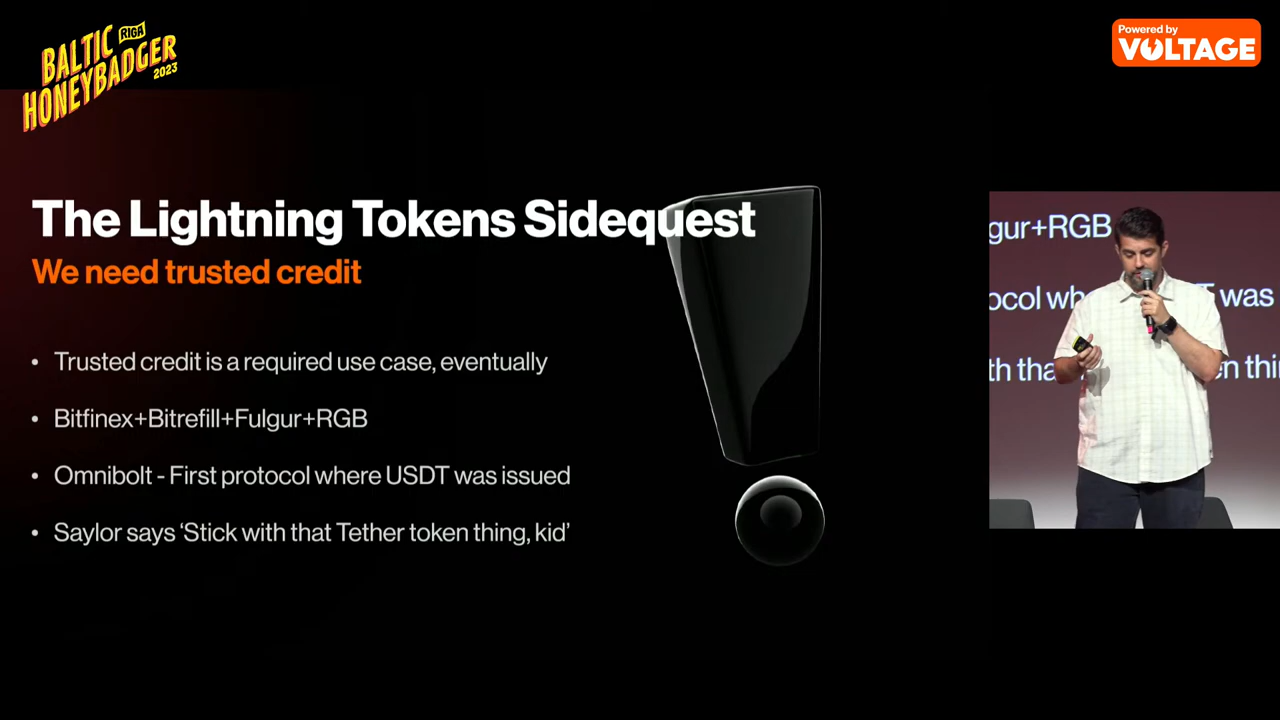 BALTIC
RIGA
HONEYBADGER
2023
Powered by
VOLTAGE
The Lightning Tokens Sidequest
We need trusted credit
• Trusted credit is a required use case, eventually
• Bitfinex+Bitrefill+Fulgur+RGB
• Omnibolt - First protocol where USDT was issued
• Saylor says ‘Stick with that Tether token thing, kid’
gur+RGB
ocol wh
T was
th tha
en thin